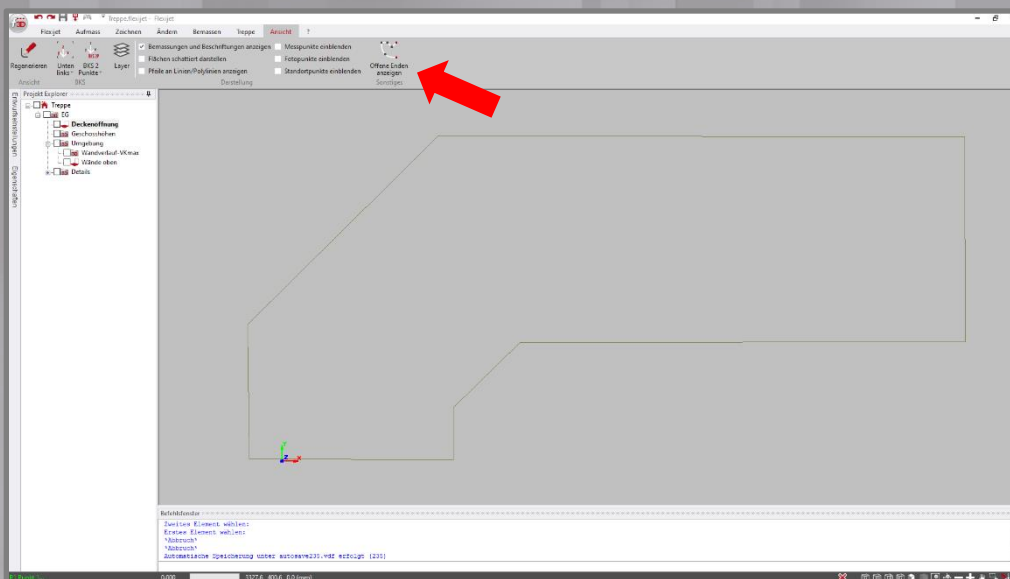 Treppe.flexijet - Flexijet
Flexijet Aufmass Zeichnen Ändern Bemassen Treppe Ansicht ?
Regenerieren
Unten links
BKS 2 Punkte
Layer
Bemassungen und Beschriftungen anzeigen
Flächen schattiert darstellen
Pfeile an Linien/Polylinien anzeigen
Messpunkte einblenden
Fotopunkte einblenden
Standortpunkte einblenden
Offene Enden
anzeigen
Ansicht BKS Darstellung Sonstiges
Entwurfseinstellungen
Eigenschaften
Projekt Explorer
Treppe
EG
Deckenöffnung
Geschosshöhen
Umgebung
Wandverlauf-VKmax
Wände oben
Details
Y
Z X
Befehlsfenster
Zweites Element wählen:
Erstes Element wählen:
*Abbruch*
*Abbruch*
Automatische Speicherung unter autosave230.vdf erfolgt (230)
0.000